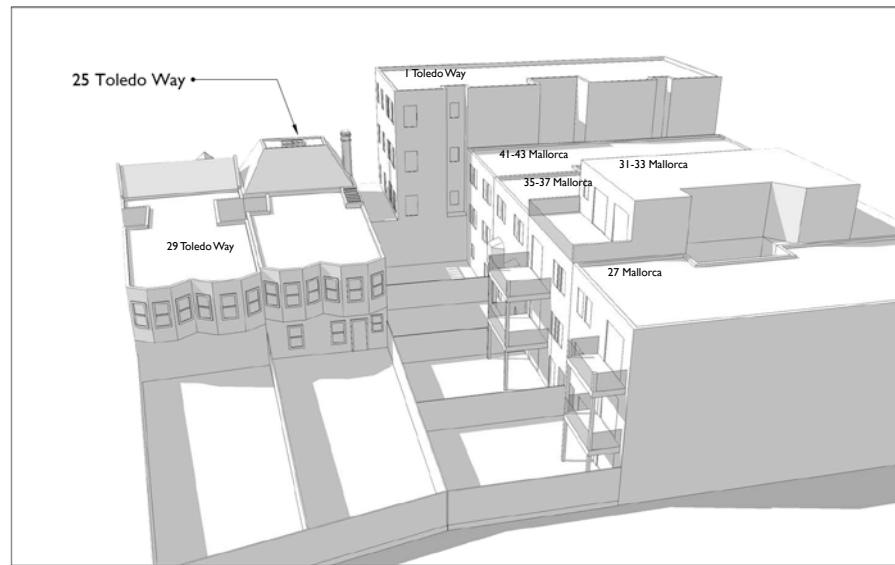 1 Toledo Way
25 Toledo Way
41-43 Mallorca
31-33 Mallorca
35-37 Mallorca
29 Toledo Way
27 Mallorca